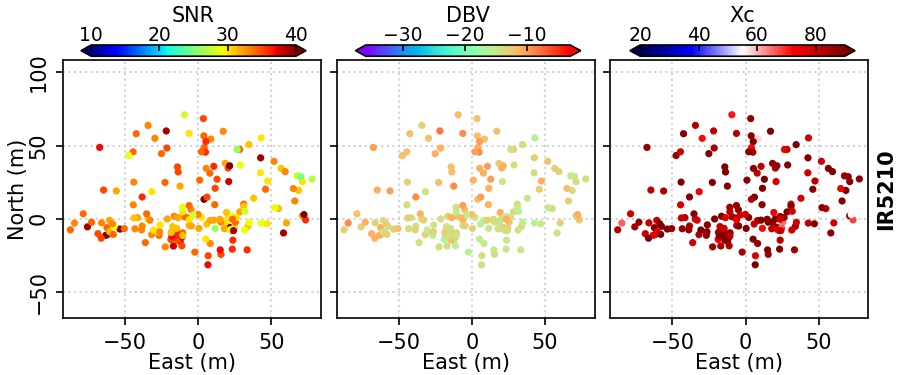 SNR DBV Xc
10 20 30 40 −30 −20 −10 20 40 60 80
100
50
0
−50
North (m)
IR5210
−50 0 50 −50 0 50 −50 0 50
East (m) East (m) East (m)